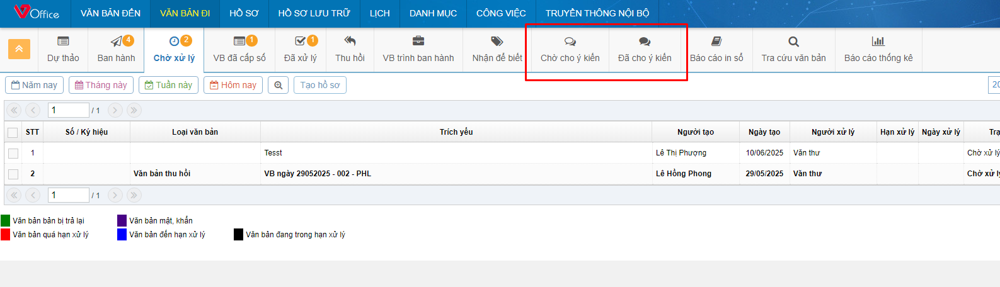 VOffice VĂN BẢN ĐẾN VĂN BẢN ĐI HỒ SƠ HỒ SƠ LƯU TRỮ LỊCH DANH MỤC CÔNG VIỆC TRUYỀN THÔNG NỘI BỘ
4 2 1 1
Dự thảo Ban hành Chờ xử lý VB đã cấp số Đã xử lý Thu hồi VB trình ban hành Nhận để biết Chờ cho ý kiến Đã cho ý kiến Báo cáo in sổ Tra cứu văn bản Báo cáo thống kê
Năm nay Tháng này Tuần này Hôm nay Tạo hồ sơ 20
1 / 1
STT Số / Ký hiệu Loại văn bản Trích yếu Người tạo Ngày tạo Người xử lý Hạn xử lý Ngày xử lý Trạ
1 Tesst Lê Thị Phượng 10/06/2025 Văn thư Chờ xử lý
2 Văn bản thu hồi VB ngày 29052025 - 002 - PHL Lê Hồng Phong 29/05/2025 Văn thư Chờ xử lý
1 / 1
Văn bản bản bị trả lại Văn bản mật, khẩn
Văn bản quá hạn xử lý Văn bản đến hạn xử lý Văn bản đang trong hạn xử lý